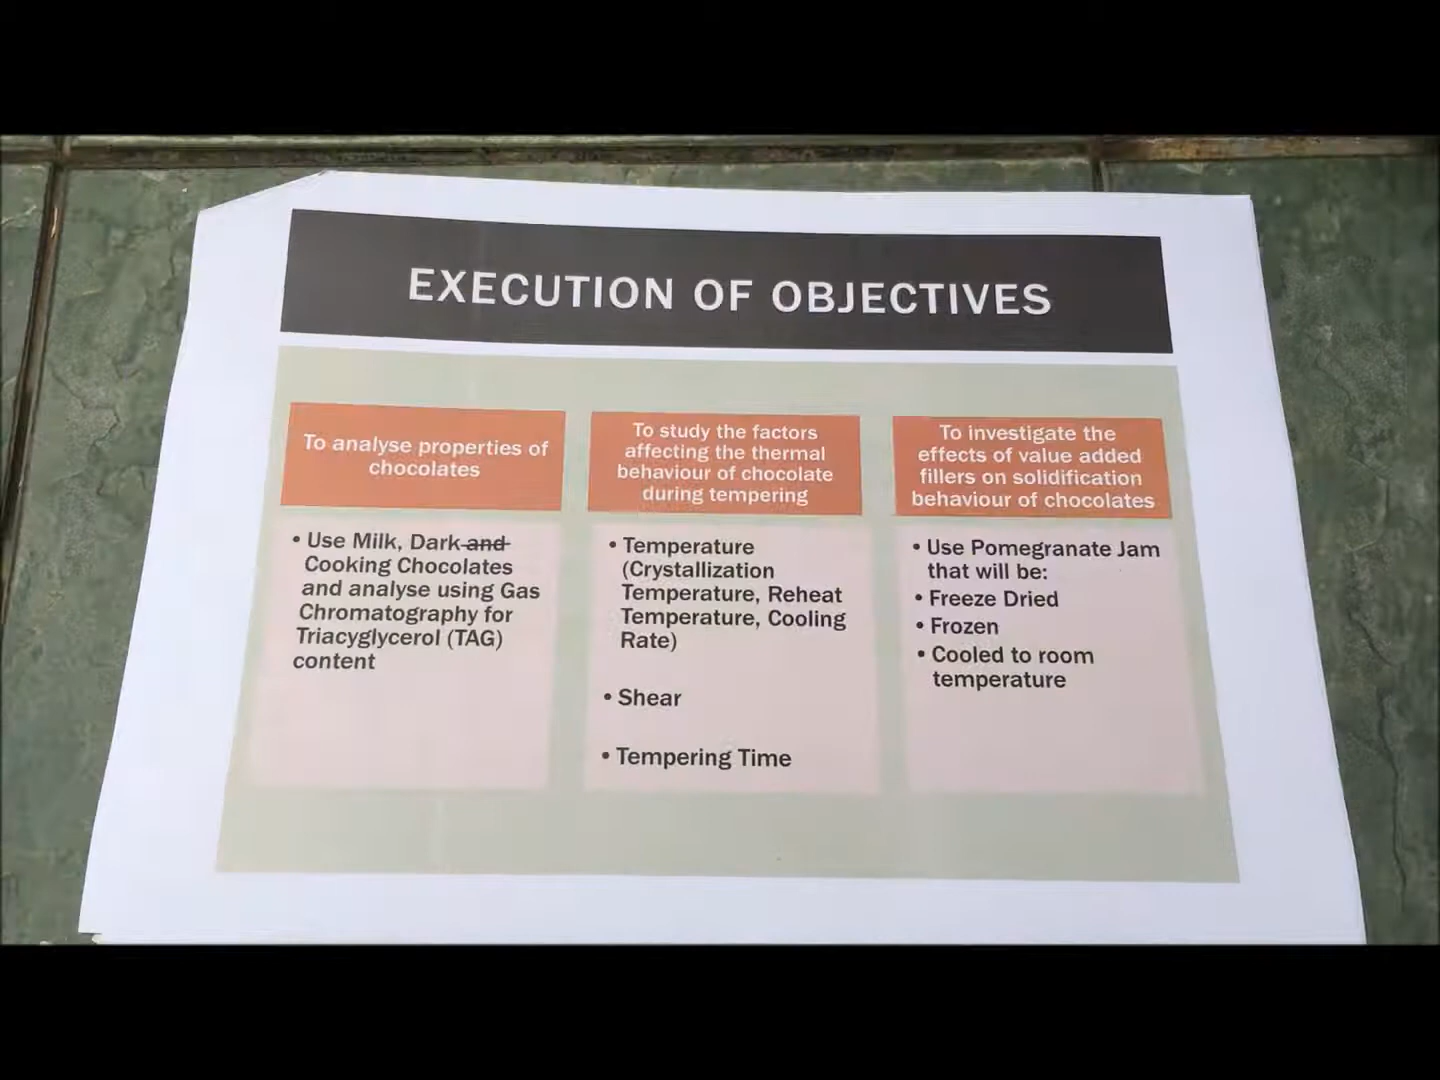 EXECUTION OF OBJECTIVES
To analyse properties of
chocolates
• Use Milk, Dark and
Cooking Chocolates
and analyse using Gas
Chromatography for
Triacyglycerol (TAG)
content
To study the factors
affecting the thermal
behaviour of chocolate
during tempering
• Temperature
(Crystallization
Temperature, Reheat
Temperature, Cooling
Rate)
• Shear
• Tempering Time
To investigate the
effects of value added
fillers on solidification
behaviour of chocolates
• Use Pomegranate Jam
that will be:
• Freeze Dried
• Frozen
• Cooled to room
temperature